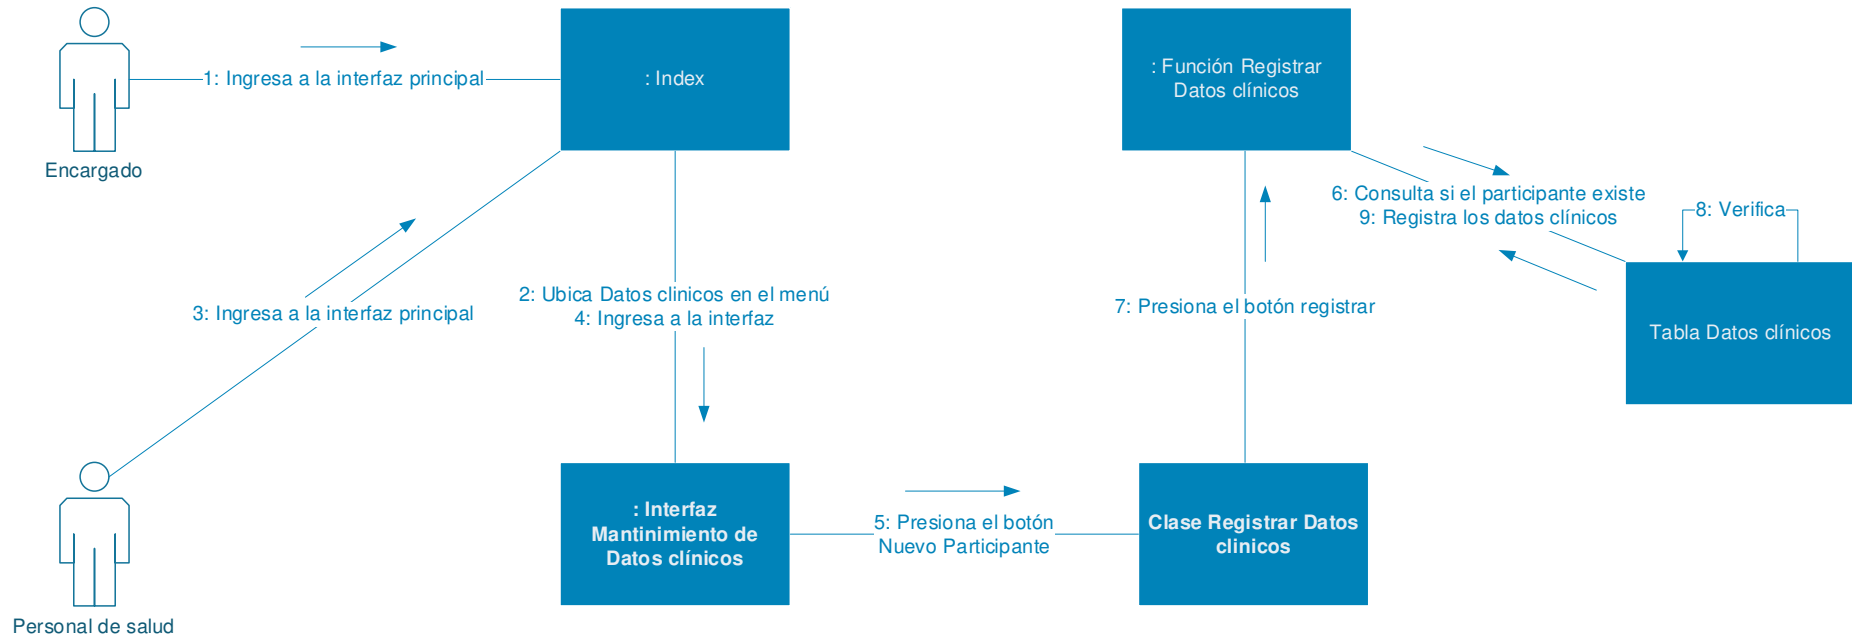 1: Ingresa a la interfaz principal
: Index
: Función Registrar
Datos clínicos
Encargado
6: Consulta si el participante existe
9: Registra los datos clínicos
8: Verifica
3: Ingresa a la interfaz principal
2: Ubica Datos clinicos en el menú
4: Ingresa a la interfaz
7: Presiona el botón registrar
Tabla Datos clínicos
: Interfaz
Mantinimiento de
Datos clínicos
5: Presiona el botón
Nuevo Participante
Clase Registrar Datos
clinicos
Personal de salud